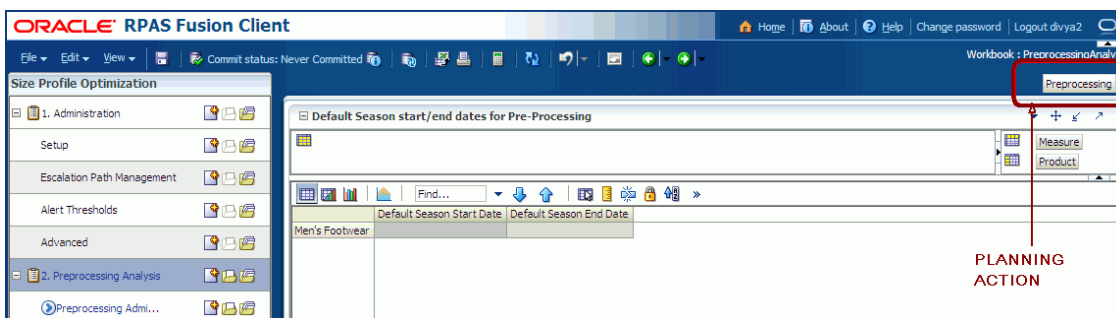 ORACLE RPAS Fusion Client
Home About Help Change password Logout divya2
File Edit View Commit status: Never Committed
Workbook : PreprocessingAnaly
Size Profile Optimization
Preprocessing
1. Administration
Default Season start/end dates for Pre-Processing
Setup
Measure
Escalation Path Management
Product
Alert Thresholds
Find...
Default Season Start Date Default Season End Date
Men's Footwear
Advanced
PLANNING
ACTION
2. Preprocessing Analysis
Preprocessing Admi...